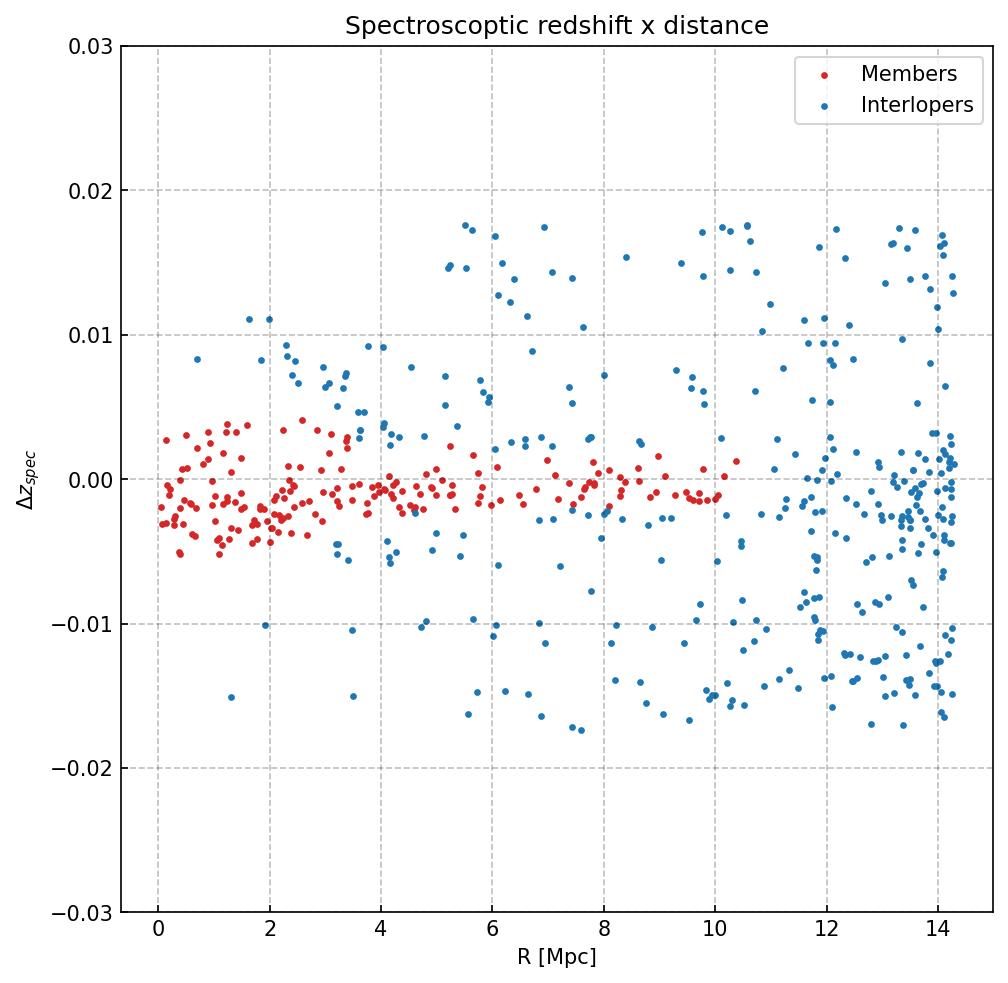 Spectroscoptic redshift x distance
Members
Interlopers
0.03
0.02
0.01
0.00
−0.01
−0.02
−0.03
Δz_spec
0 2 4 6 8 10 12 14
R [Mpc]